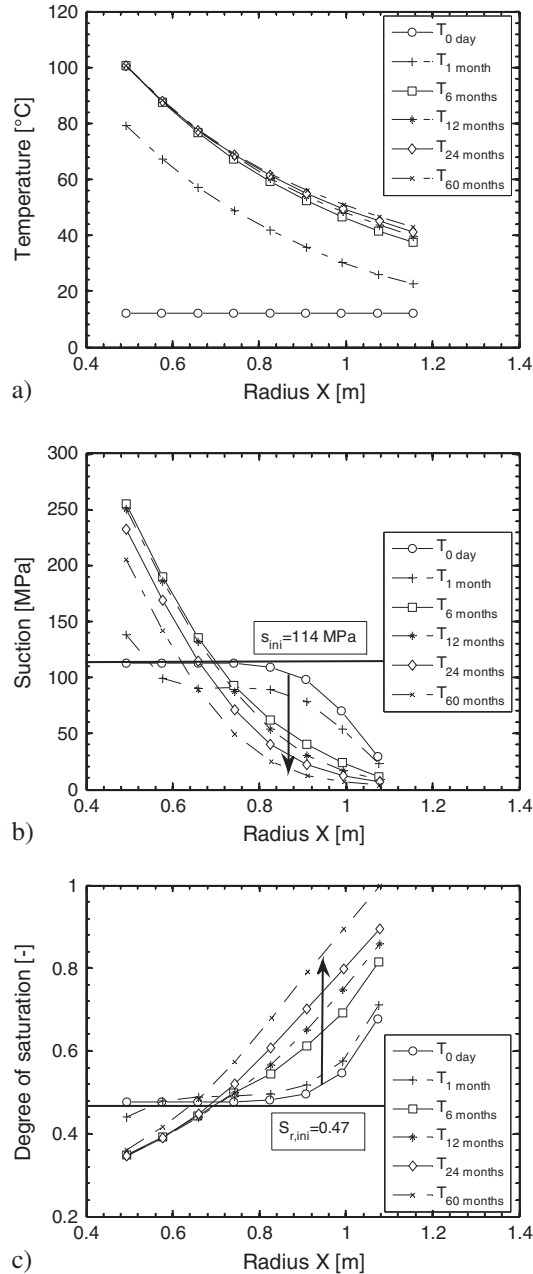 120
100
80
60
40
20
0
Temperature [°C]
T0 day
T1 month
T6 months
T12 months
T24 months
T60 months
0.4 0.6 0.8 1 1.2 1.4
Radius X [m]
a)
300
250
200
150
100
50
0
Suction [MPa]
T0 day
T1 month
T6 months
T12 months
T24 months
T60 months
sini=114 MPa
0.4 0.6 0.8 1 1.2 1.4
Radius X [m]
b)
1
0.8
0.6
0.4
0.2
Degree of saturation [-]
T0 day
T1 month
T6 months
T12 months
T24 months
T60 months
Sr,ini=0.47
0.4 0.6 0.8 1 1.2 1.4
Radius X [m]
c)